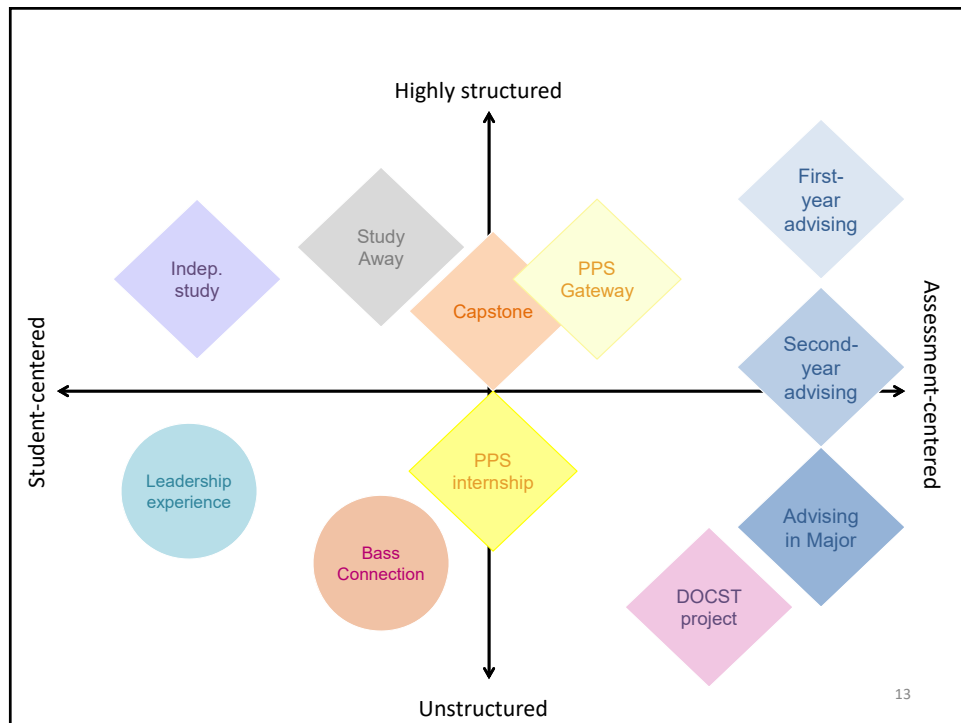 Highly structured
First-
year
advising
Study
Away
Indep.
study
PPS
Gateway
Capstone
Student-centered
Assessment-centered
Second-
year
advising
Leadership
experience
PPS
internship
Bass
Connection
Advising
in Major
DOCST
project
Unstructured
13